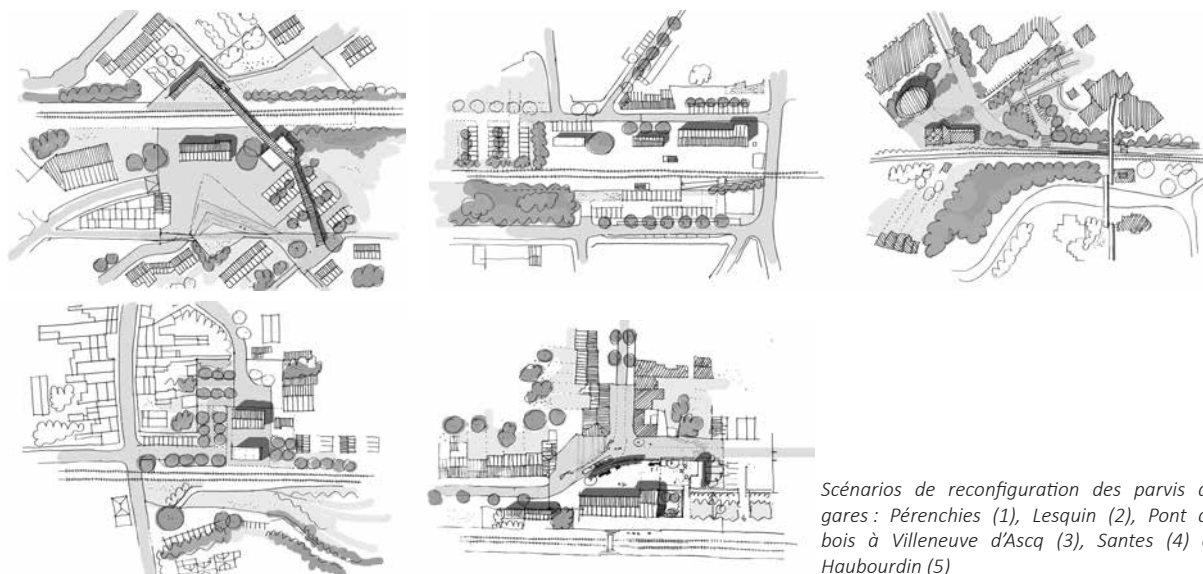 Scénarios de reconfiguration des parvis d
gares : Pérenchies (1), Lesquin (2), Pont d
bois à Villeneuve d'Ascq (3), Santes (4) e
Haubourdin (5)